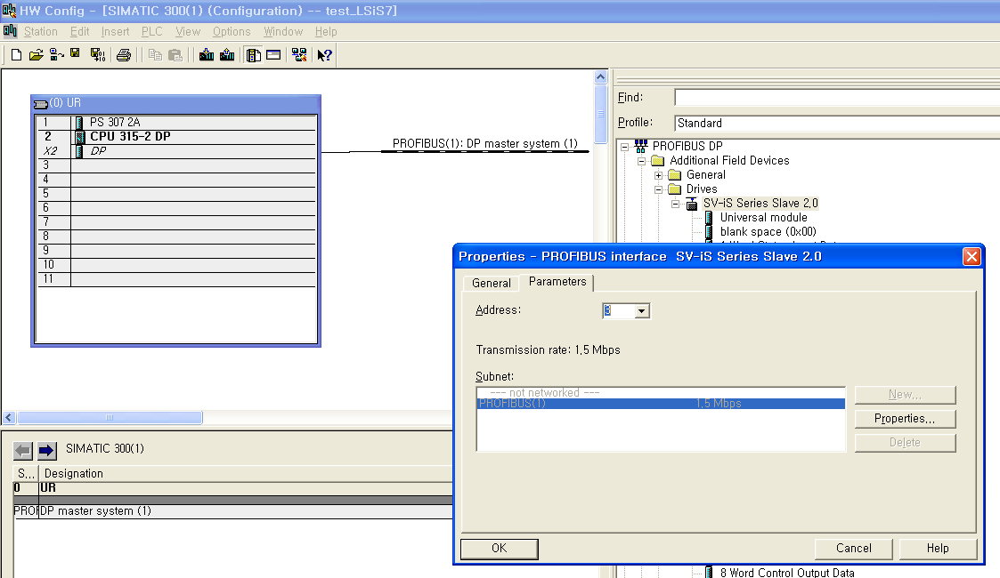 HW Config - [SIMATIC 300(1) (Configuration) -- test_LSiS7]
Station Edit Insert PLC View Options Window Help
(0) UR
1 PS 307 2A
2 CPU 315-2 DP
X2 DP
3
4
5
6
7
8
9
10
11
PROFIBUS(1): DP master system (1)
Find:
Profile: Standard
PROFIBUS DP
Additional Field Devices
General
Drives
SV-iS Series Slave 2.0
Universal module
blank space (0x00)
Properties - PROFIBUS interface SV-iS Series Slave 2.0
General Parameters
Address: 3
Transmission rate: 1.5 Mbps
Subnet:
--- not networked ---
PROFIBUS(1) 1.5 Mbps
New...
Properties...
Delete
OK Cancel Help
SIMATIC 300(1)
S... Designation
0 UR
PROF DP master system (1)
8 Word Control Output Data